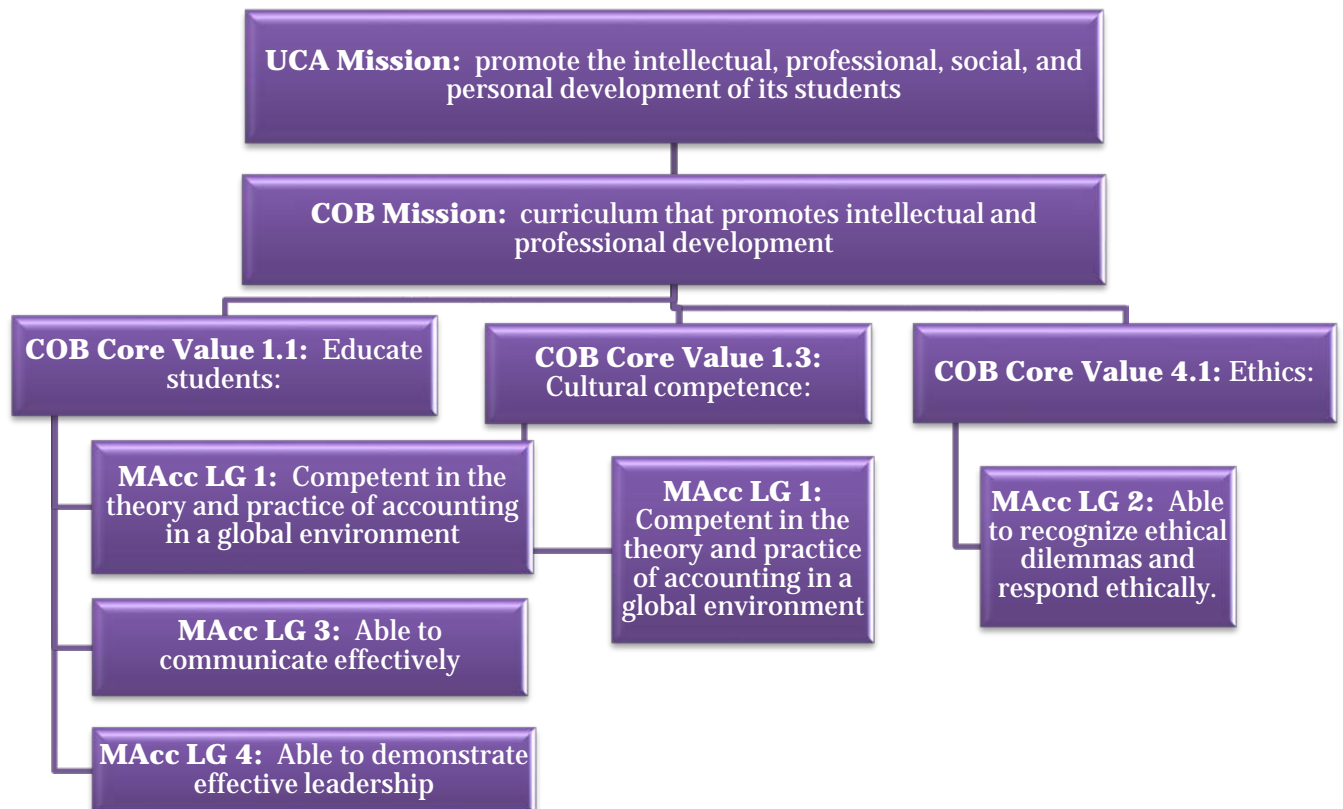 UCA Mission: promote the intellectual, professional, social, and
personal development of its students
COB Mission: curriculum that promotes intellectual and
professional development
COB Core Value 1.1: Educate
students:
COB Core Value 1.3:
Cultural competence:
COB Core Value 4.1: Ethics:
MAcc LG 1: Competent in the
theory and practice of accounting
in a global environment
MAcc LG 1:
Competent in the
theory and practice
of accounting in a
global environment
MAcc LG 2: Able
to recognize ethical
dilemmas and
respond ethically.
MAcc LG 3: Able to
communicate effectively
MAcc LG 4: Able to demonstrate
effective leadership